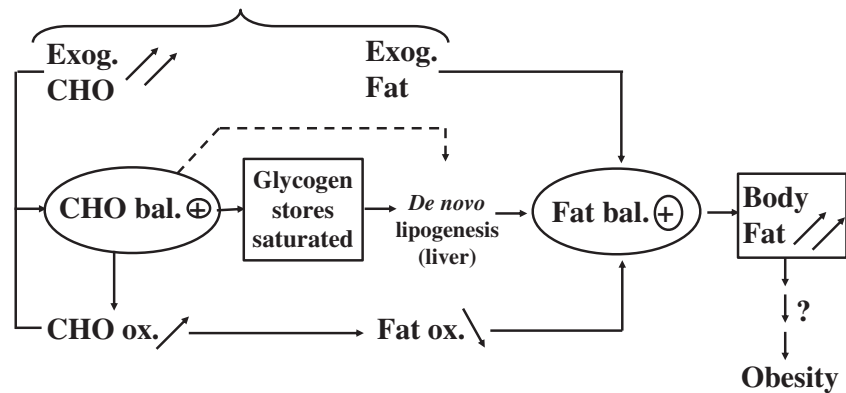 Exog.
CHO
Exog.
Fat
CHO bal. +
Glycogen
stores
saturated
De novo
lipogenesis
(liver)
Fat bal. +
Body
Fat
CHO ox.
Fat ox.
?
Obesity